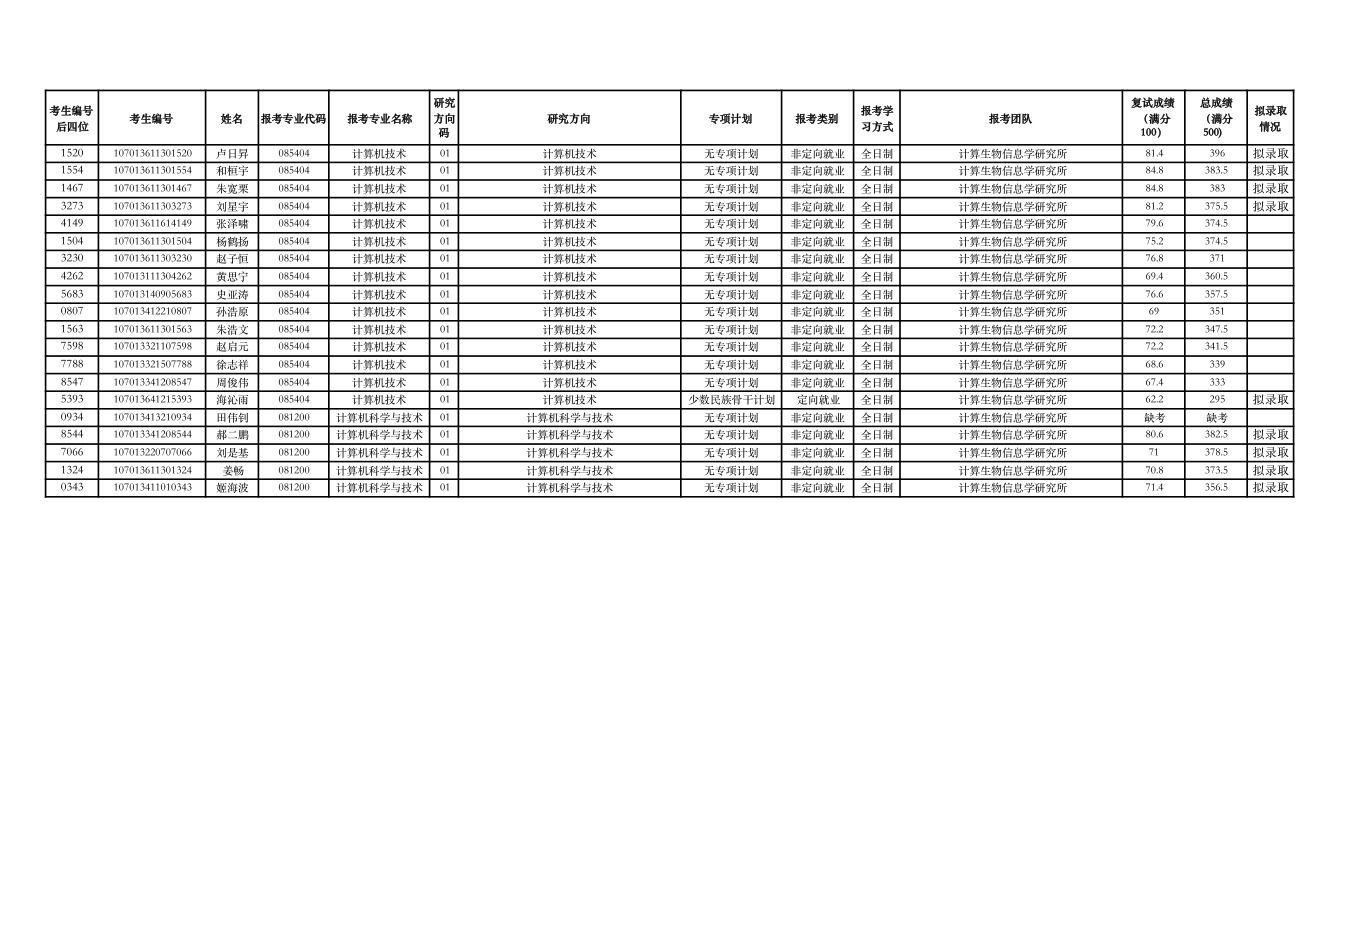 考生编号后四位 考生编号 姓名 报考专业代码 报考专业名称 研究方向码 研究方向 专项计划 报考类别 报考学习方式 报考团队 复试成绩（满分100） 总成绩（满分500) 拟录取情况
1520 107013611301520 卢日昇 085404 计算机技术 01 计算机技术 无专项计划 非定向就业 全日制 计算生物信息学研究所 81.4 396 拟录取
1554 107013611301554 和桓宇 085404 计算机技术 01 计算机技术 无专项计划 非定向就业 全日制 计算生物信息学研究所 84.8 383.5 拟录取
1467 107013611301467 朱宽栗 085404 计算机技术 01 计算机技术 无专项计划 非定向就业 全日制 计算生物信息学研究所 84.8 383 拟录取
3273 107013611303273 刘星宇 085404 计算机技术 01 计算机技术 无专项计划 非定向就业 全日制 计算生物信息学研究所 81.2 375.5 拟录取
4149 107013611614149 张泽啸 085404 计算机技术 01 计算机技术 无专项计划 非定向就业 全日制 计算生物信息学研究所 79.6 374.5
1504 107013611301504 杨鹤扬 085404 计算机技术 01 计算机技术 无专项计划 非定向就业 全日制 计算生物信息学研究所 75.2 374.5
3230 107013611303230 赵子恒 085404 计算机技术 01 计算机技术 无专项计划 非定向就业 全日制 计算生物信息学研究所 76.8 371
4262 107013111304262 黄思宁 085404 计算机技术 01 计算机技术 无专项计划 非定向就业 全日制 计算生物信息学研究所 69.4 360.5
5683 107013140905683 史亚涛 085404 计算机技术 01 计算机技术 无专项计划 非定向就业 全日制 计算生物信息学研究所 76.6 357.5
0807 107013412210807 孙浩原 085404 计算机技术 01 计算机技术 无专项计划 非定向就业 全日制 计算生物信息学研究所 69 351
1563 107013611301563 朱浩文 085404 计算机技术 01 计算机技术 无专项计划 非定向就业 全日制 计算生物信息学研究所 72.2 347.5
7598 107013321107598 赵启元 085404 计算机技术 01 计算机技术 无专项计划 非定向就业 全日制 计算生物信息学研究所 72.2 341.5
7788 107013321507788 徐志祥 085404 计算机技术 01 计算机技术 无专项计划 非定向就业 全日制 计算生物信息学研究所 68.6 339
8547 107013341208547 周俊伟 085404 计算机技术 01 计算机技术 无专项计划 非定向就业 全日制 计算生物信息学研究所 67.4 333
5393 107013641215393 海沁雨 085404 计算机技术 01 计算机技术 少数民族骨干计划 定向就业 全日制 计算生物信息学研究所 62.2 295 拟录取
0934 107013413210934 田伟钊 081200 计算机科学与技术 01 计算机科学与技术 无专项计划 非定向就业 全日制 计算生物信息学研究所 缺考 缺考
8544 107013341208544 郝二鹏 081200 计算机科学与技术 01 计算机科学与技术 无专项计划 非定向就业 全日制 计算生物信息学研究所 80.6 382.5 拟录取
7066 107013220707066 刘是基 081200 计算机科学与技术 01 计算机科学与技术 无专项计划 非定向就业 全日制 计算生物信息学研究所 71 378.5 拟录取
1324 107013611301324 姜畅 081200 计算机科学与技术 01 计算机科学与技术 无专项计划 非定向就业 全日制 计算生物信息学研究所 70.8 373.5 拟录取
0343 107013411010343 姬海波 081200 计算机科学与技术 01 计算机科学与技术 无专项计划 非定向就业 全日制 计算生物信息学研究所 71.4 356.5 拟录取